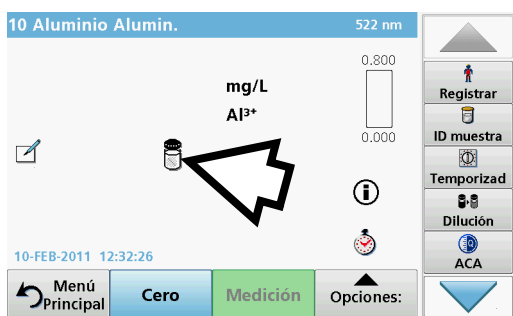 10 Aluminio Alumin. 522 nm
0.800
mg/L
Al³⁺
0.000
10-FEB-2011 12:32:26
Menú
Principal
Cero
Medición
Opciones:
Registrar
ID muestra
Temporizad
Dilución
ACA